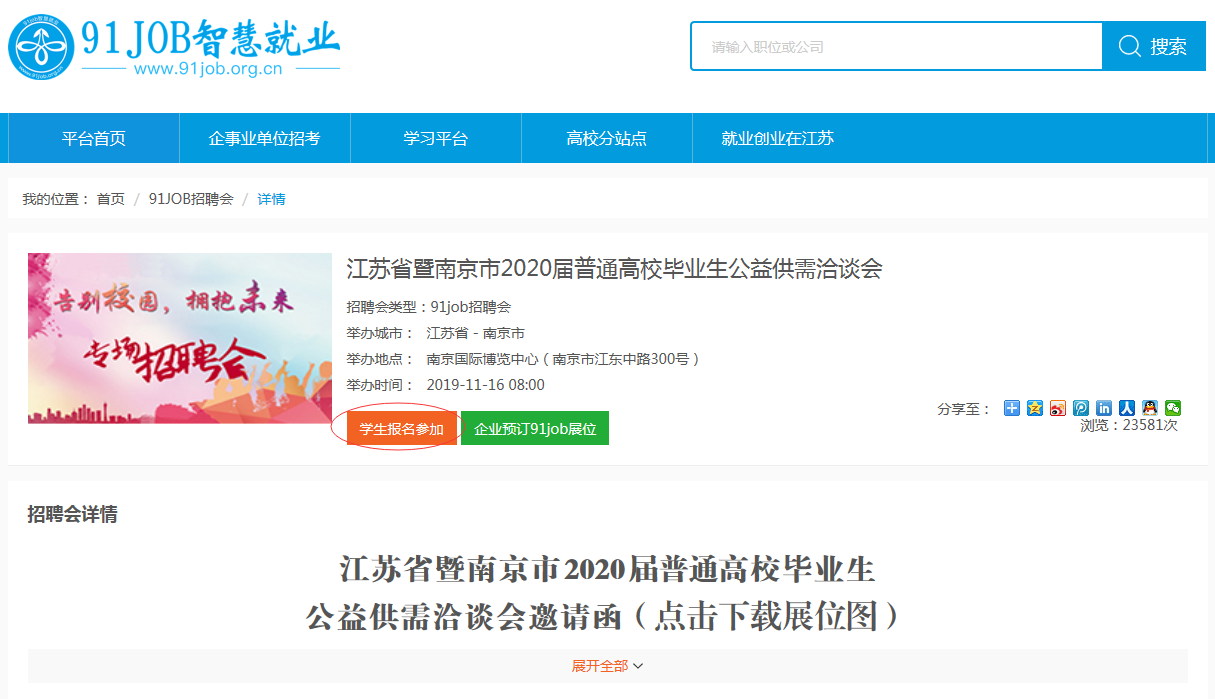 91JOB智慧就业
www.91job.org.cn
请输入职位或公司
搜索
平台首页
企事业单位招考
学习平台
高校分站点
就业创业在江苏
我的位置： 首页 / 91JOB招聘会 / 详情
告别校园，拥抱未来
专场招聘会
江苏省暨南京市2020届普通高校毕业生公益供需洽谈会
招聘会类型：91job招聘会
举办城市： 江苏省 - 南京市
举办地点： 南京国际博览中心（南京市江东中路300号）
举办时间： 2019-11-16 08:00
学生报名参加
企业预订91job展位
分享至：
浏览：23581次
招聘会详情
江苏省暨南京市2020届普通高校毕业生
公益供需洽谈会邀请函（点击下载展位图）
展开全部